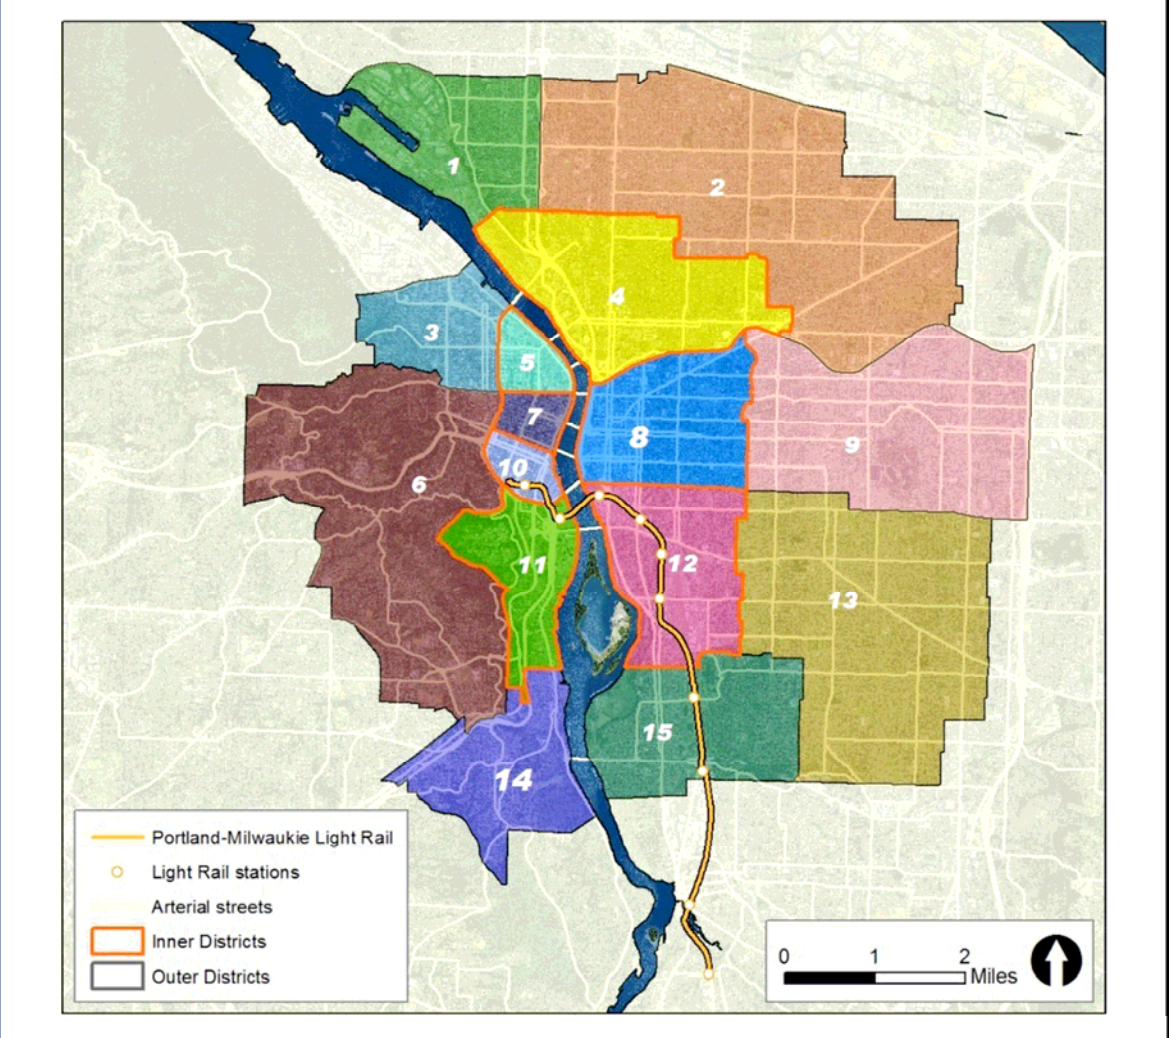 1
2
4
3
5
7
8
9
10
6
11
12
13
15
14
Portland-Milwaukie Light Rail
Light Rail stations
Arterial streets
Inner Districts
Outer Districts
0 1 2
Miles